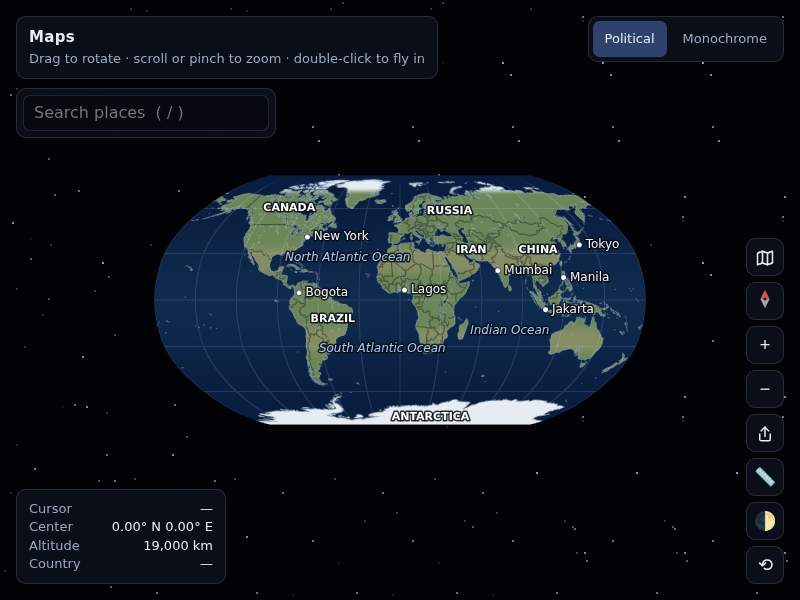 Maps
Drag to rotate · scroll or pinch to zoom · double-click to fly in
Political
Monochrome
Search places ( / )
CANADA
RUSSIA
New York
North Atlantic Ocean
IRAN
CHINA
Tokyo
Mumbai
Manila
Bogota
Lagos
Jakarta
BRAZIL
Indian Ocean
South Atlantic Ocean
ANTARCTICA
+
−
Cursor —
Center 0.00° N 0.00° E
Altitude 19,000 km
Country —